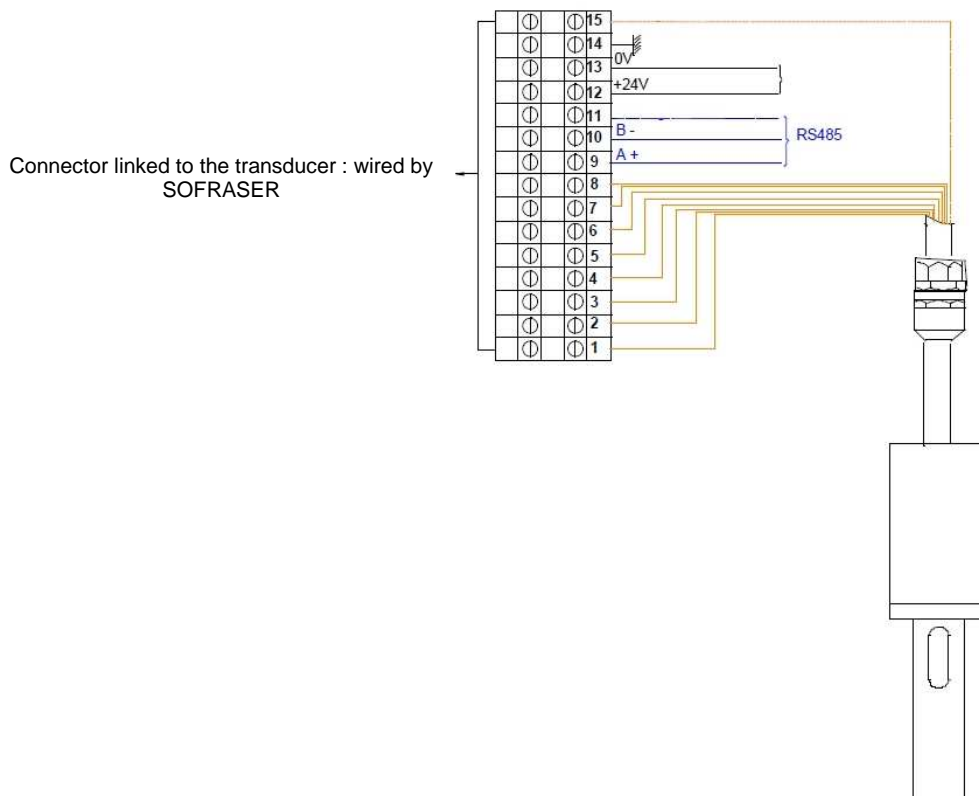 15
14
0V
13
+24V
12
11
B -
10
RS485
A +
9
Connector linked to the transducer : wired by
SOFRASER
8
7
6
5
4
3
2
1